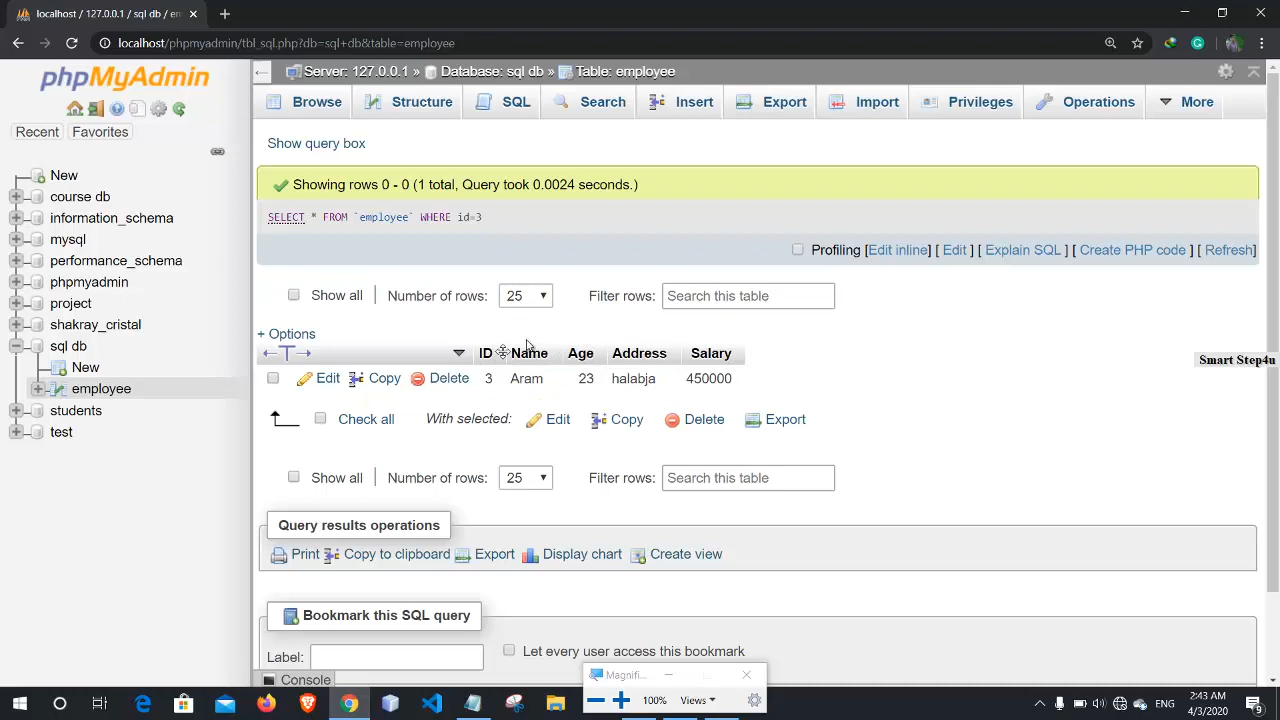 localhost / 127.0.0.1 / sql db / en
localhost/phpmyadmin/tbl_sql.php?db=sql+db&table=employee
phpMyAdmin
Recent
Favorites
New
course db
information_schema
mysql
performance_schema
phpmyadmin
project
shakray_cristal
sql db
New
employee
students
test
Server: 127.0.0.1 » Database: sql db » Table: employee
Browse Structure SQL Search Insert Export Import Privileges Operations More
Show query box
Showing rows 0 - 0 (1 total, Query took 0.0024 seconds.)
SELECT * FROM `employee` WHERE id=3
Profiling [Edit inline] [ Edit ] [ Explain SQL ] [ Create PHP code ] [ Refresh]
Show all Number of rows: 25 Filter rows: Search this table
+ Options
←T→ ID Name Age Address Salary
Edit Copy Delete 3 Aram 23 halabja 450000
Check all With selected: Edit Copy Delete Export
Show all Number of rows: 25 Filter rows: Search this table
Query results operations
Print Copy to clipboard Export Display chart Create view
Bookmark this SQL query
Label: Let every user access this bookmark
Console
Smart Step4u
Magnifi...
100% Views
ENG
2:43 AM
4/3/2020
9